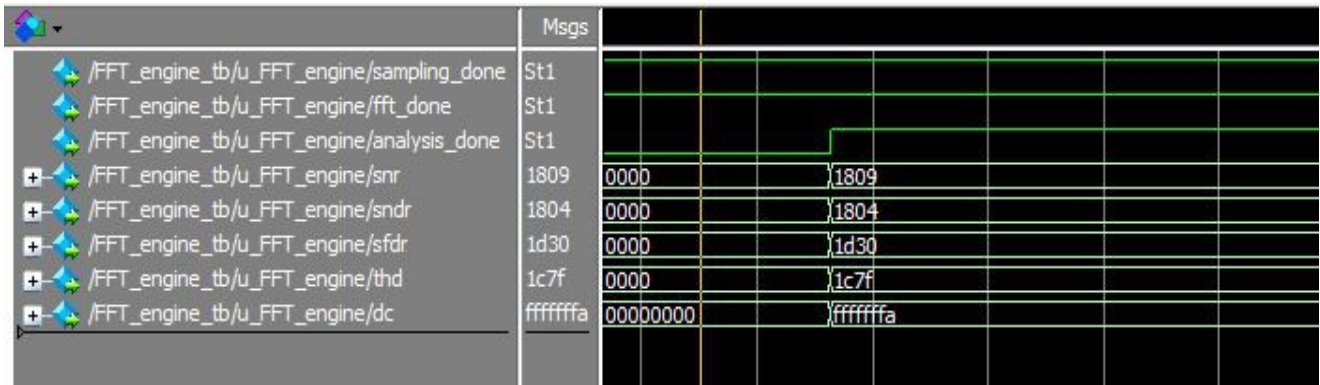 Msgs
/FFT_engine_tb/u_FFT_engine/sampling_done St1
/FFT_engine_tb/u_FFT_engine/fft_done St1
/FFT_engine_tb/u_FFT_engine/analysis_done St1
/FFT_engine_tb/u_FFT_engine/snr 1809 0000 1809
/FFT_engine_tb/u_FFT_engine/sndr 1804 0000 1804
/FFT_engine_tb/u_FFT_engine/sfdr 1d30 0000 1d30
/FFT_engine_tb/u_FFT_engine/thd 1c7f 0000 1c7f
/FFT_engine_tb/u_FFT_engine/dc fffffffa 00000000 fffffffa